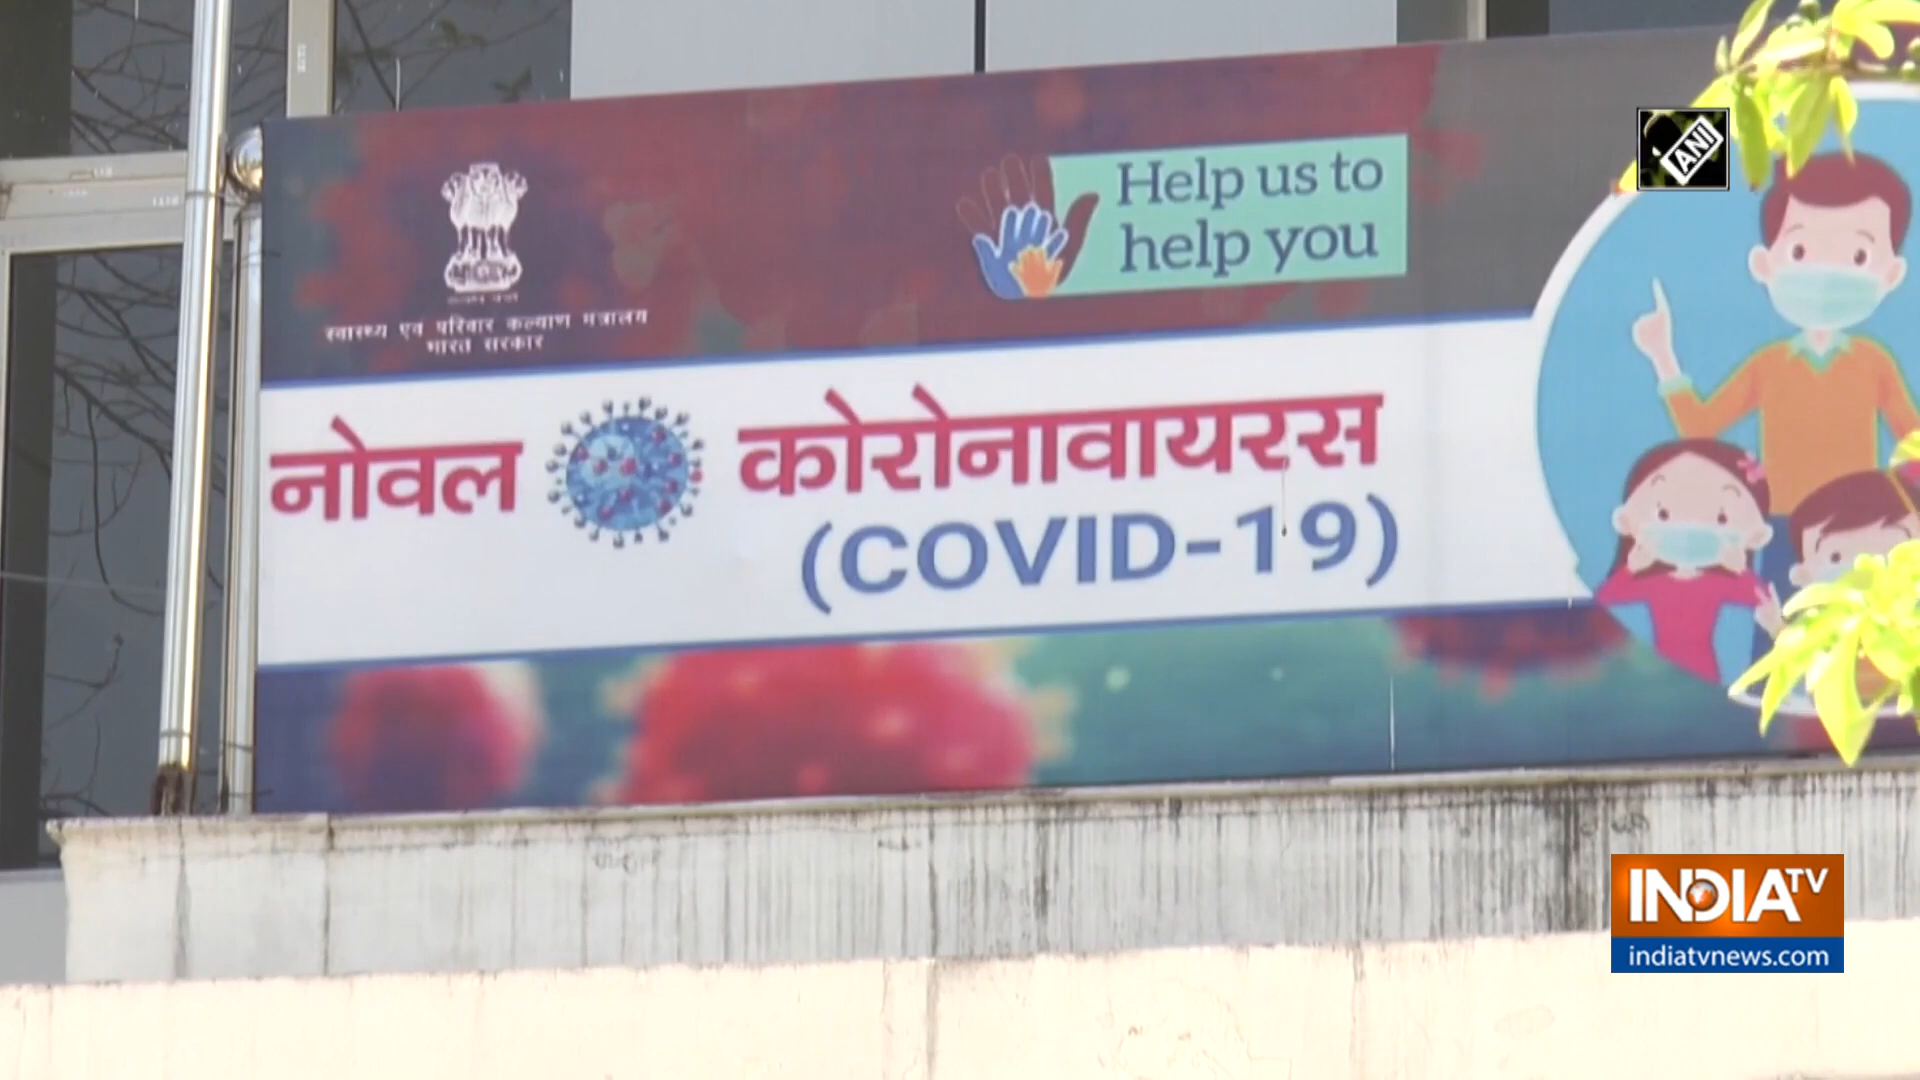 ANI
Help us to
help you
स्वास्थ्य एवं परिवार कल्याण मंत्रालय
भारत सरकार
नोवल कोरोनावायरस
(COVID-19)
INDIA TV
indiatvnews.com